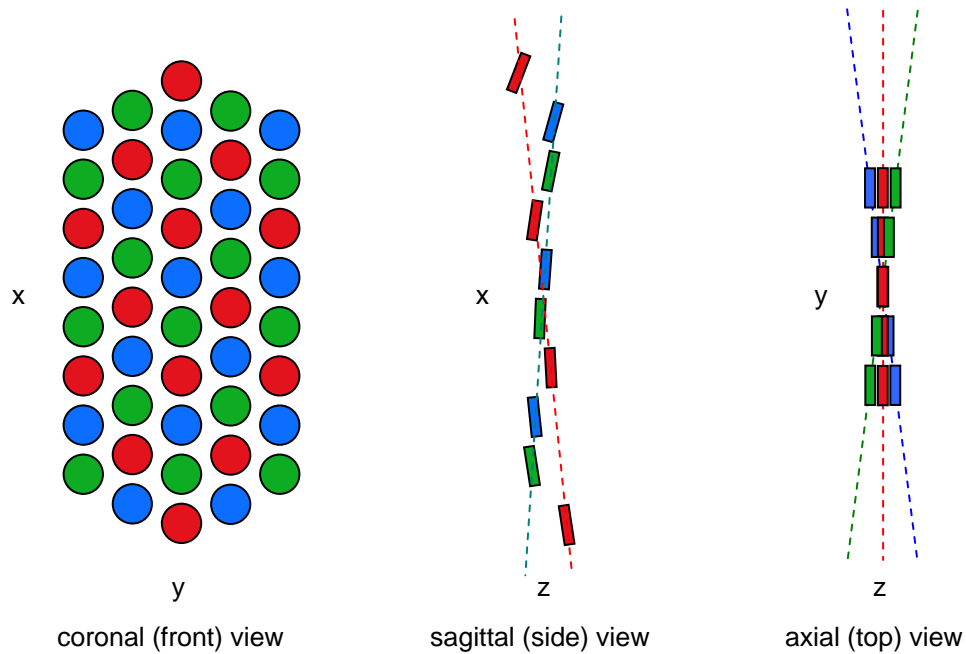 x
x
y
y
z
z
coronal (front) view
sagittal (side) view
axial (top) view